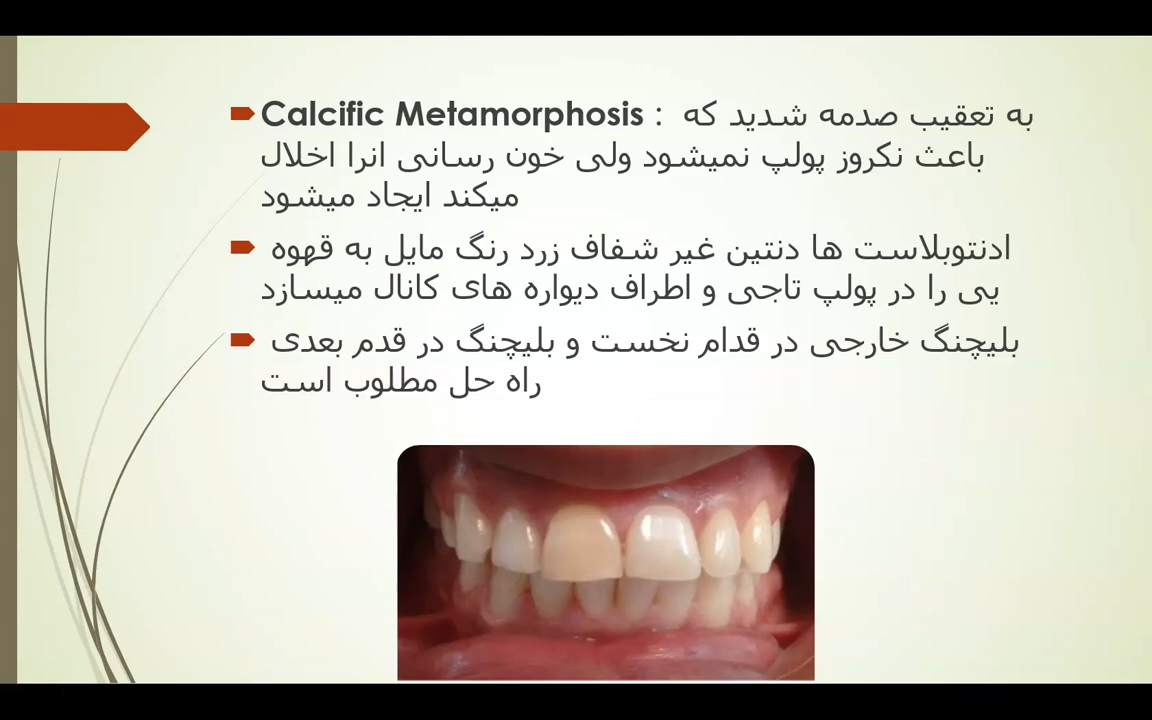 Calcific Metamorphosis : به تعقیب صدمه شدید که
باعث نکروز پولپ نمیشود ولی خون رسانی انرا اخلال
میکند ایجاد میشود
ادنتوبلاست ها دنتین غیر شفاف زرد رنگ مایل به قهوه
یی را در پولپ تاجی و اطراف دیواره های کانال میسازد
بلیچنگ خارجی در قدام نخست و بلیچنگ در قدم بعدی
راه حل مطلوب است